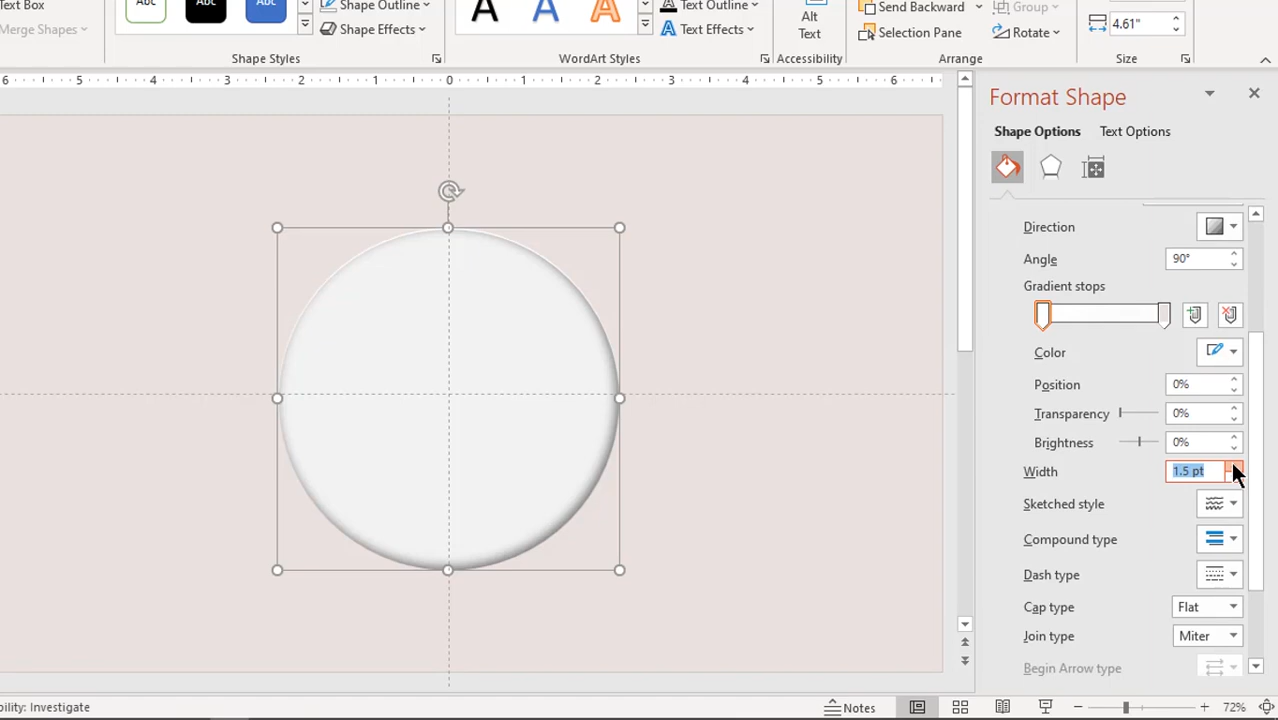 Text Box
Merge Shapes
Abc Abc Abc
Shape Outline
Shape Effects
Shape Styles
A A A
Text Outline
Text Effects
WordArt Styles
Alt
Text
Accessibility
Send Backward
Selection Pane
Group
Rotate
Arrange
4.61"
Size
6 5 4 3 2 1 0 1 2 3 4 5 6
Format Shape
Shape Options Text Options
Direction
Angle 90°
Gradient stops
Color
Position 0%
Transparency 0%
Brightness 0%
Width 1.5 pt
Sketched style
Compound type
Dash type
Cap type Flat
Join type Miter
Begin Arrow type
bility: Investigate
Notes
72%